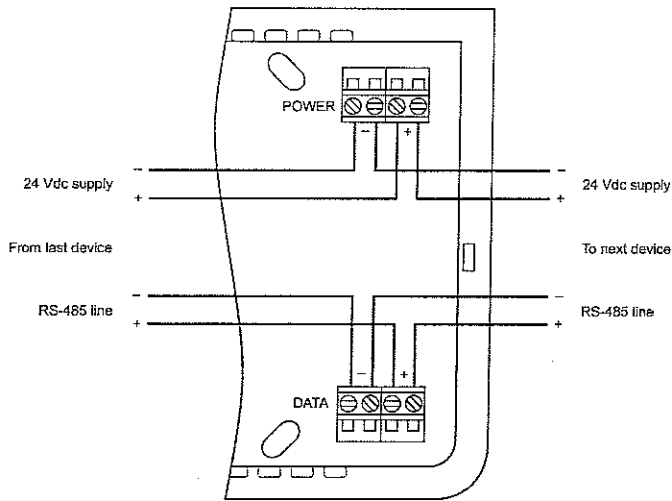 POWER
– +
– –
24 Vdc supply 24 Vdc supply
+ +
From last device To next device
– –
RS-485 line RS-485 line
+ +
– +
DATA